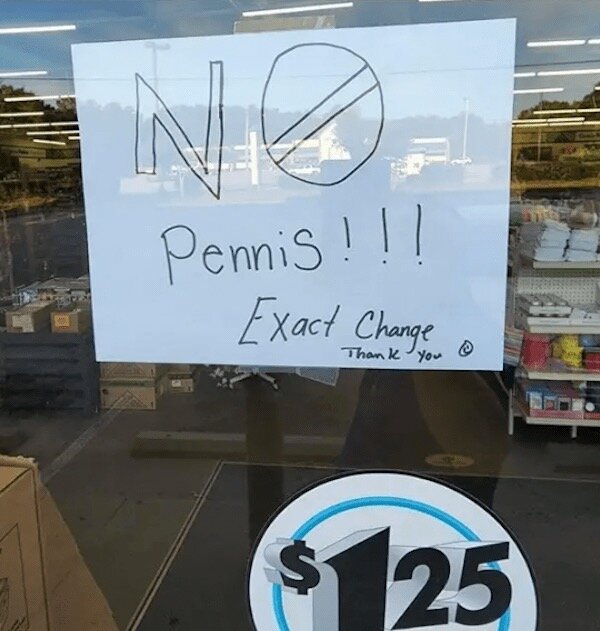 NO
Pennis!!!
Exact Change
Thank You
$1.25